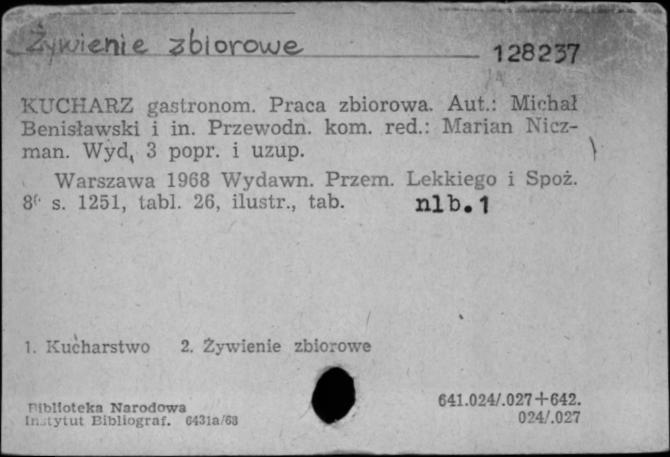 Żywienie zbiorowe
128237
KUCHARZ gastronom. Praca zbiorowa. Aut.: Michał
Benisławski i in. Przewodn. kom. red.: Marian Nicz-
man. Wyd. 3 popr. i uzup.
Warszawa 1968 Wydawn. Przem. Lekkiego i Spoż.
8° s. 1251, tabl. 26, ilustr., tab. nlb.1
1. Kucharstwo 2. Żywienie zbiorowe
Biblioteka Narodowa
Instytut Bibliograf. 6431a/68
641.024/.027+642.
024/.027